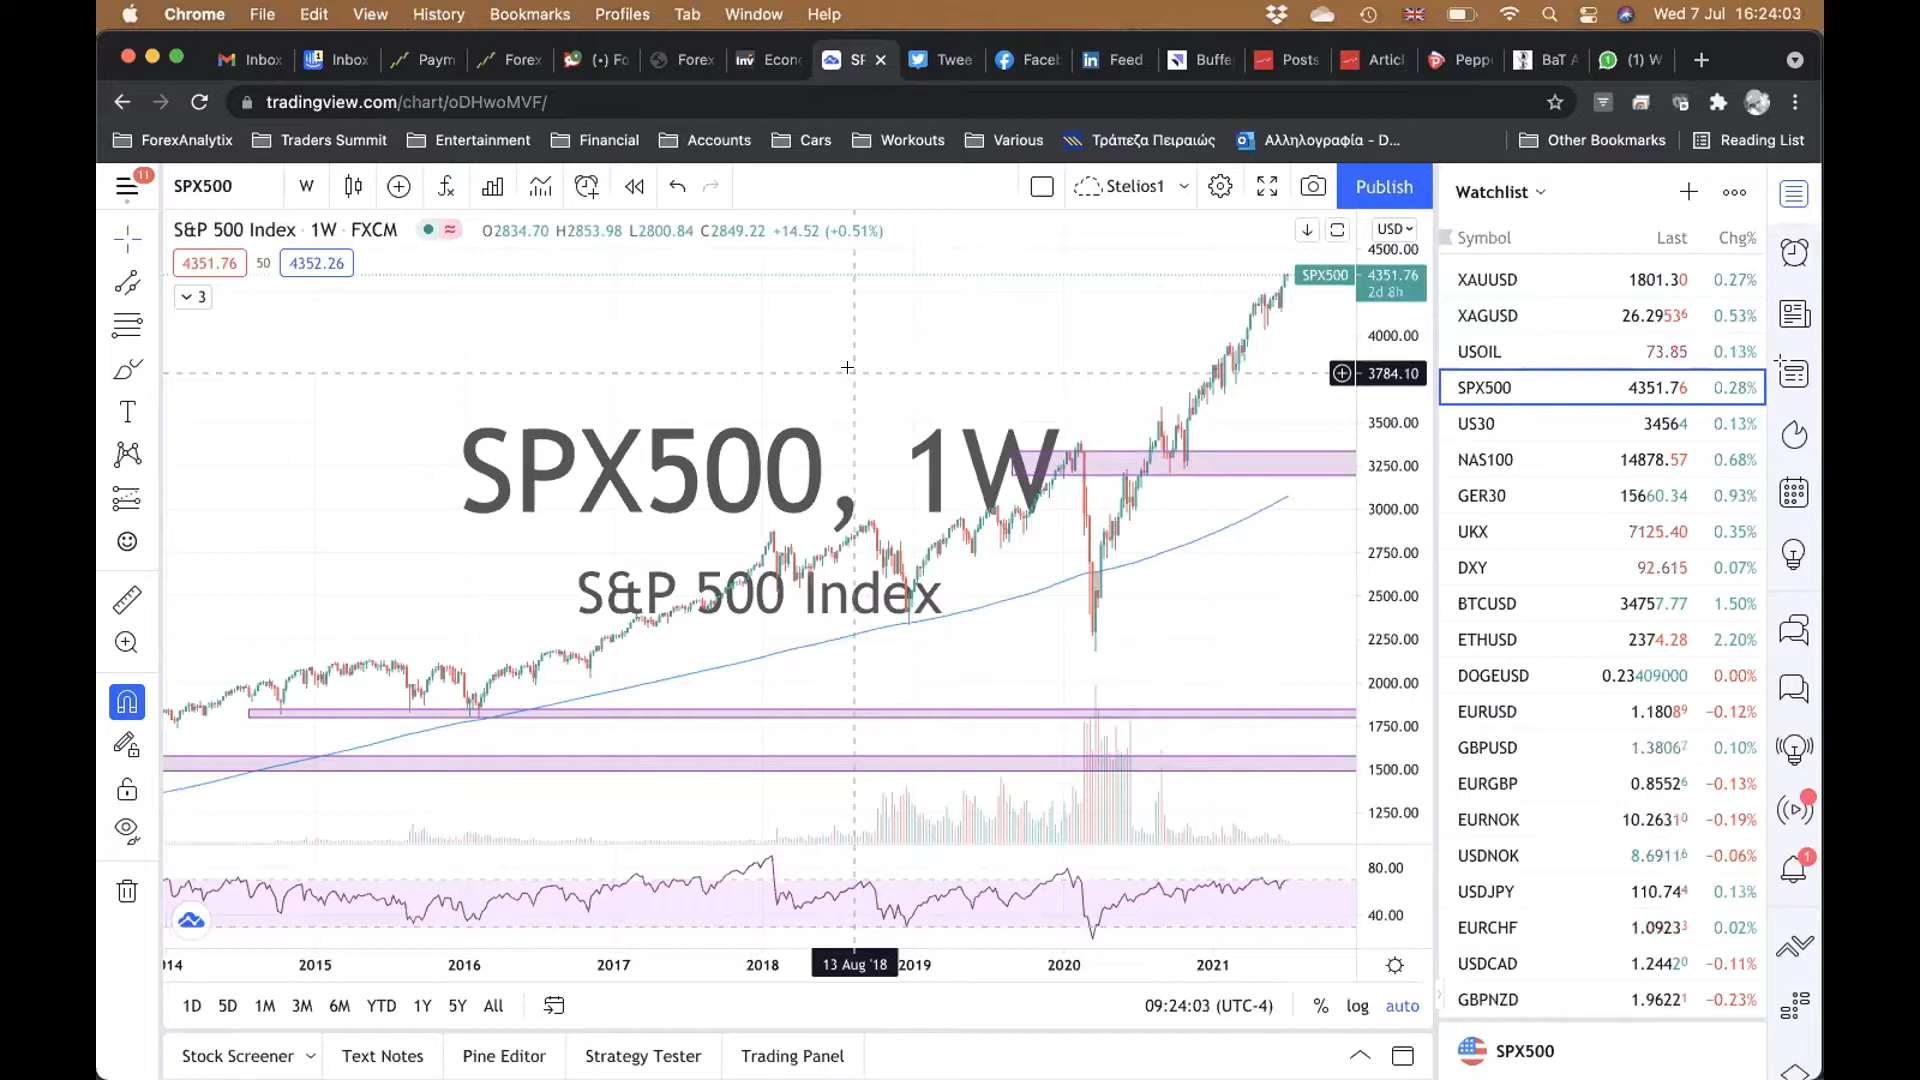 Chrome File Edit View History Bookmarks Profiles Tab Window Help Wed 7 Jul 16:24:03
Inbox Inbox Paym Forex (•) Fo Forex Econ SF Twee Facel Feed Buffe Posts Articl Pepp BaT A (1) W
tradingview.com/chart/oDHwoMVF/
ForexAnalytix Traders Summit Entertainment Financial Accounts Cars Workouts Various Τράπεζα Πειραιώς Αλληλογραφία - D... Other Bookmarks Reading List
11
SPX500 W Stelios1 Publish
S&P 500 Index · 1W · FXCM O2834.70 H2853.98 L2800.84 C2849.22 +14.52 (+0.51%)
4351.76 50 4352.26
3
USD
4500.00
SPX500 4351.76
2d 8h
4000.00
3784.10
3500.00
3250.00
3000.00
2750.00
2500.00
2250.00
2000.00
1750.00
1500.00
1250.00
80.00
40.00
SPX500, 1W
S&P 500 Index
014 2015 2016 2017 2018 13 Aug '18 2019 2020 2021
1D 5D 1M 3M 6M YTD 1Y 5Y All 09:24:03 (UTC-4) % log auto
Stock Screener Text Notes Pine Editor Strategy Tester Trading Panel
Watchlist
Symbol Last Chg%
XAUUSD 1801.30 0.27%
XAGUSD 26.2953⁶ 0.53%
USOIL 73.85 0.13%
SPX500 4351.76 0.28%
US30 34564 0.13%
NAS100 14878.57 0.68%
GER30 15660.34 0.93%
UKX 7125.40 0.35%
DXY 92.615 0.07%
BTCUSD 34757.77 1.50%
ETHUSD 2374.28 2.20%
DOGEUSD 0.23409000 0.00%
EURUSD 1.1808⁹ −0.12%
GBPUSD 1.3806⁷ 0.10%
EURGBP 0.8552⁶ −0.13%
EURNOK 10.2631⁰ −0.19%
USDNOK 8.6911⁶ −0.06%
USDJPY 110.74⁴ 0.13%
EURCHF 1.0923³ 0.02%
USDCAD 1.2442⁰ −0.11%
GBPNZD 1.9622¹ −0.23%
SPX500
1